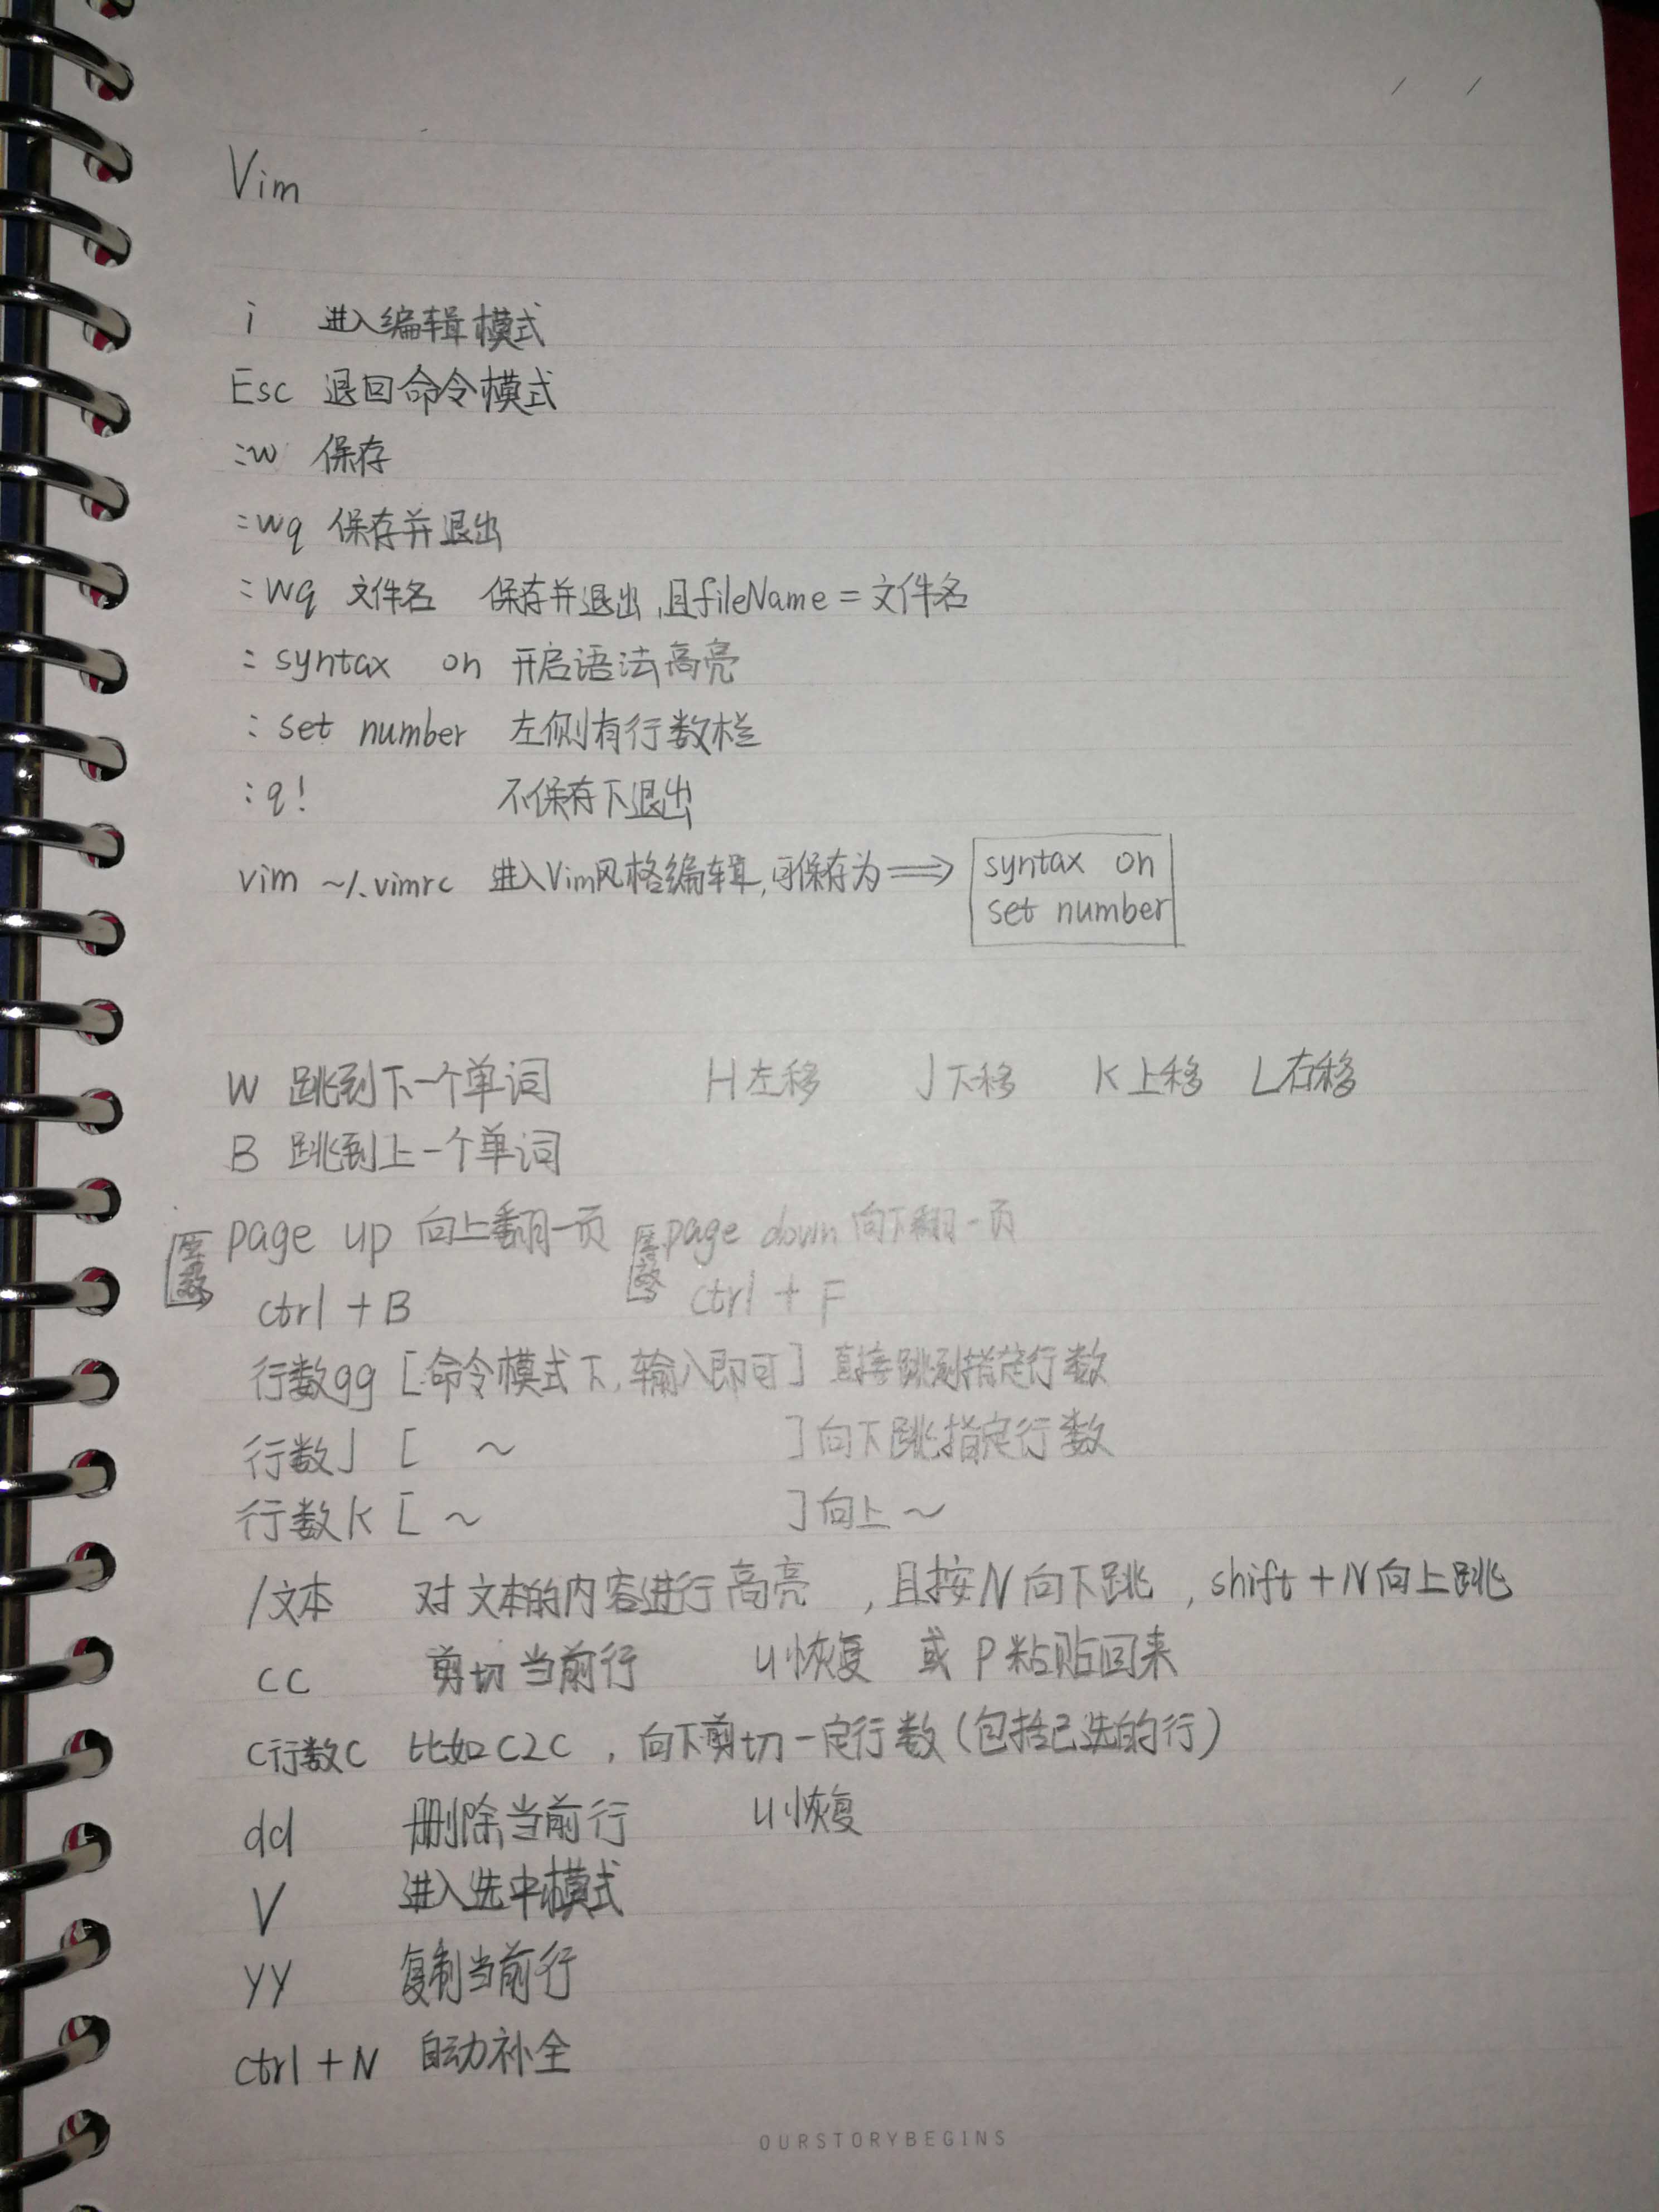 Vim
i 进入编辑模式
Esc 退回命令模式
:w 保存
:wq 保存并退出
:wq 文件名 保存并退出,且fileName = 文件名
: syntax on 开启语法高亮
: set number 左侧有行数栏
:q! 不保存下退出
vim ~/.vimrc 进入Vim风格编辑,可保存为 ⟹ syntax on
set number
W 跳到下一个单词 H左移 J下移 K上移 L右移
B 跳到上一个单词
page up 向上翻一页 page down 向下翻一页
ctrl + B ctrl + F
行数gg [命令模式下,输入即可] 直接跳到指定行数
行数J [ ~ ] 向下跳指定行数
行数K [ ~ ] 向上 ~
/文本 对文本的内容进行高亮 ,且按N向下跳 , shift + N向上跳
cc 剪切当前行 U恢复 或 P粘贴回来
C行数C 比如C2C ,向下剪切一定行数(包括已选的行)
dd 删除当前行 U恢复
V 进入选中模式
yy 复制当前行
ctrl + N 自动补全
OURSTORYBEGINS